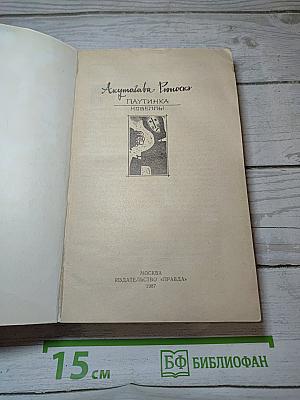 Акутагава Рюноскэ
ПАУТИНКА
НОВЕЛЛЫ
МОСКВА
ИЗДАТЕЛЬСТВО «ПРАВДА»
1987
15 см
БФ БИБЛИОФАН